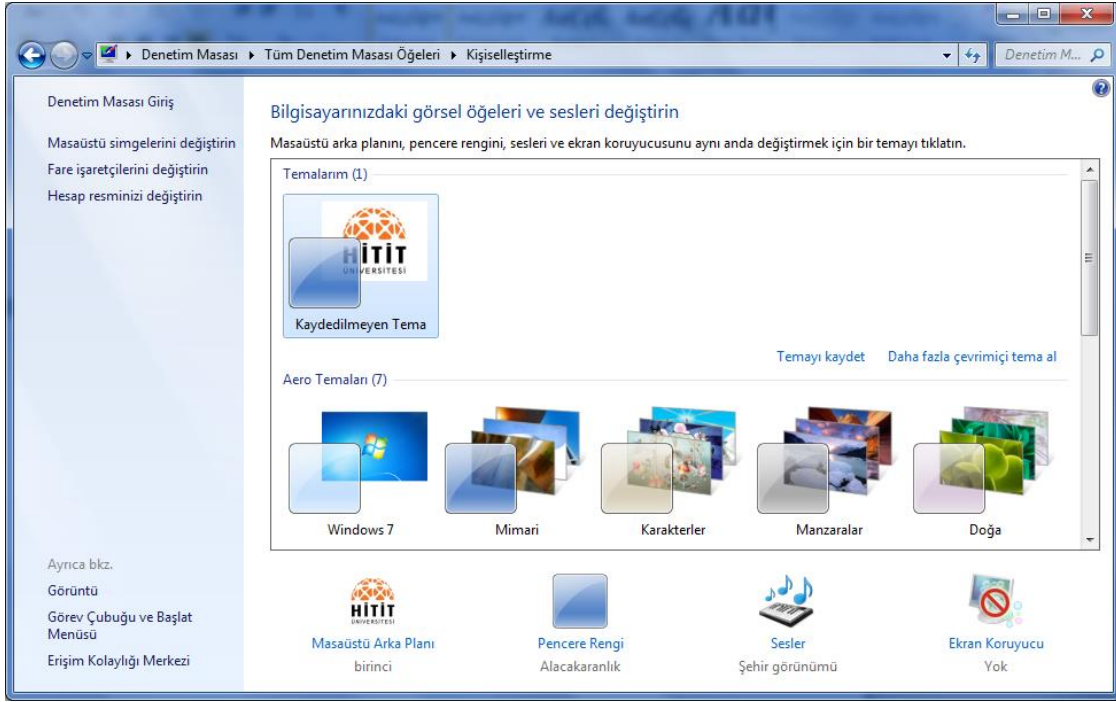 Denetim Masası Tüm Denetim Masası Öğeleri Kişiselleştirme
Denetim M...
Denetim Masası Giriş
Masaüstü simgelerini değiştirin
Fare işaretçilerini değiştirin
Hesap resminizi değiştirin
Ayrıca bkz.
Görüntü
Görev Çubuğu ve Başlat
Menüsü
Erişim Kolaylığı Merkezi
Bilgisayarınızdaki görsel öğeleri ve sesleri değiştirin
Masaüstü arka planını, pencere rengini, sesleri ve ekran koruyucusunu aynı anda değiştirmek için bir temayı tıklatın.
Temalarım (1)
HİTİT
ÜNİVERSİTESİ
Kaydedilmeyen Tema
Temayı kaydet Daha fazla çevrimiçi tema al
Aero Temaları (7)
Windows 7 Mimari Karakterler Manzaralar Doğa
HİTİT
ÜNİVERSİTESİ
Masaüstü Arka Planı Pencere Rengi Sesler Ekran Koruyucu
birinci Alacakaranlık Şehir görünümü Yok